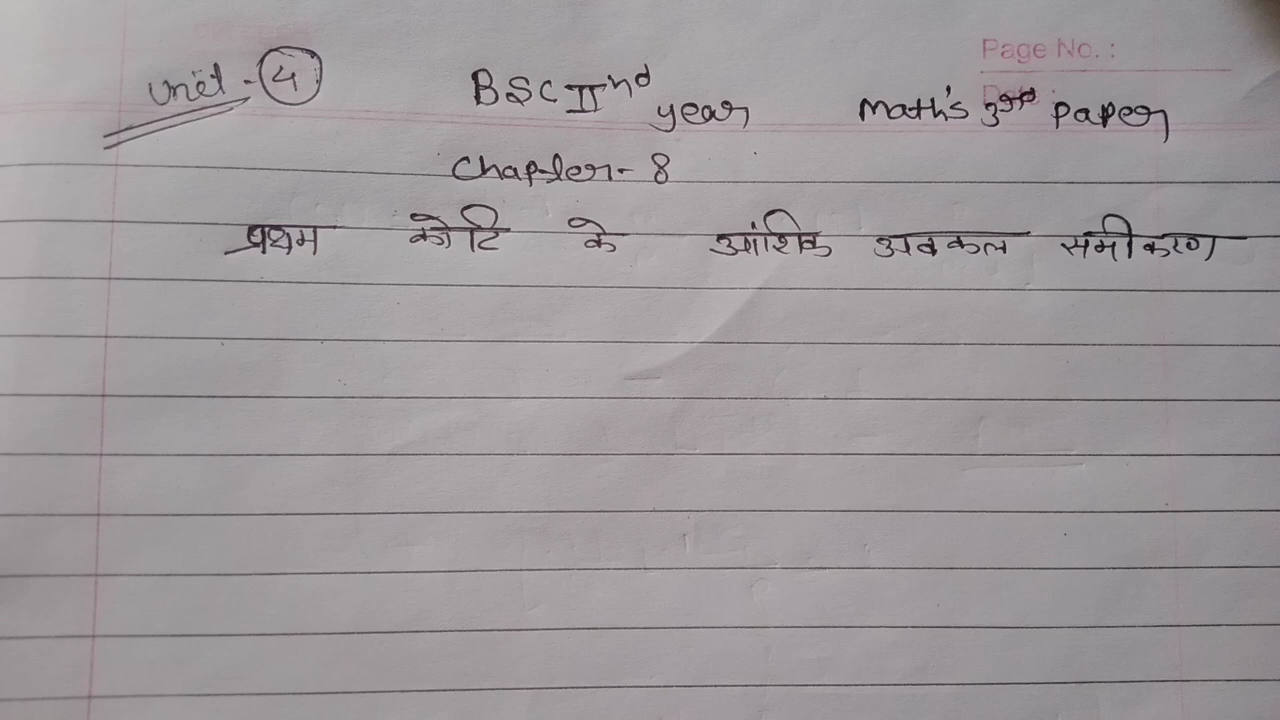 Page No. :
Unit - 4 BSC IInd year Math's 3rd paper
Chapter - 8
प्रथम कोटि के आंशिक अवकल समीकरण